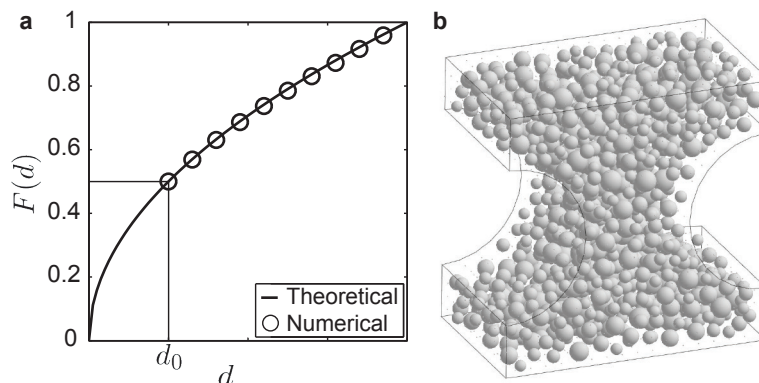 a
b
1
0.8
0.6
0.4
0.2
0
F(d)
Theoretical
Numerical
d₀
d